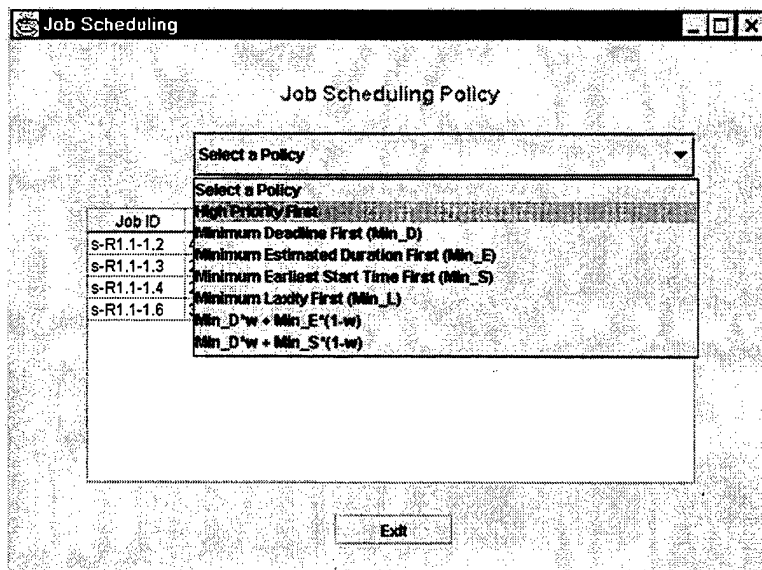 Job Scheduling
Job Scheduling Policy
Select a Policy
Select a Policy
High Priority First
Minimum Deadline First (Min_D)
Minimum Estimated Duration First (Min_E)
Minimum Earliest Start Time First (Min_S)
Minimum Laxity First (Min_L)
Min_D*w + Min_E*(1-w)
Min_D*w + Min_S*(1-w)
Job ID
s-R1.1-1.2
s-R1.1-1.3
s-R1.1-1.4
s-R1.1-1.6
Exit